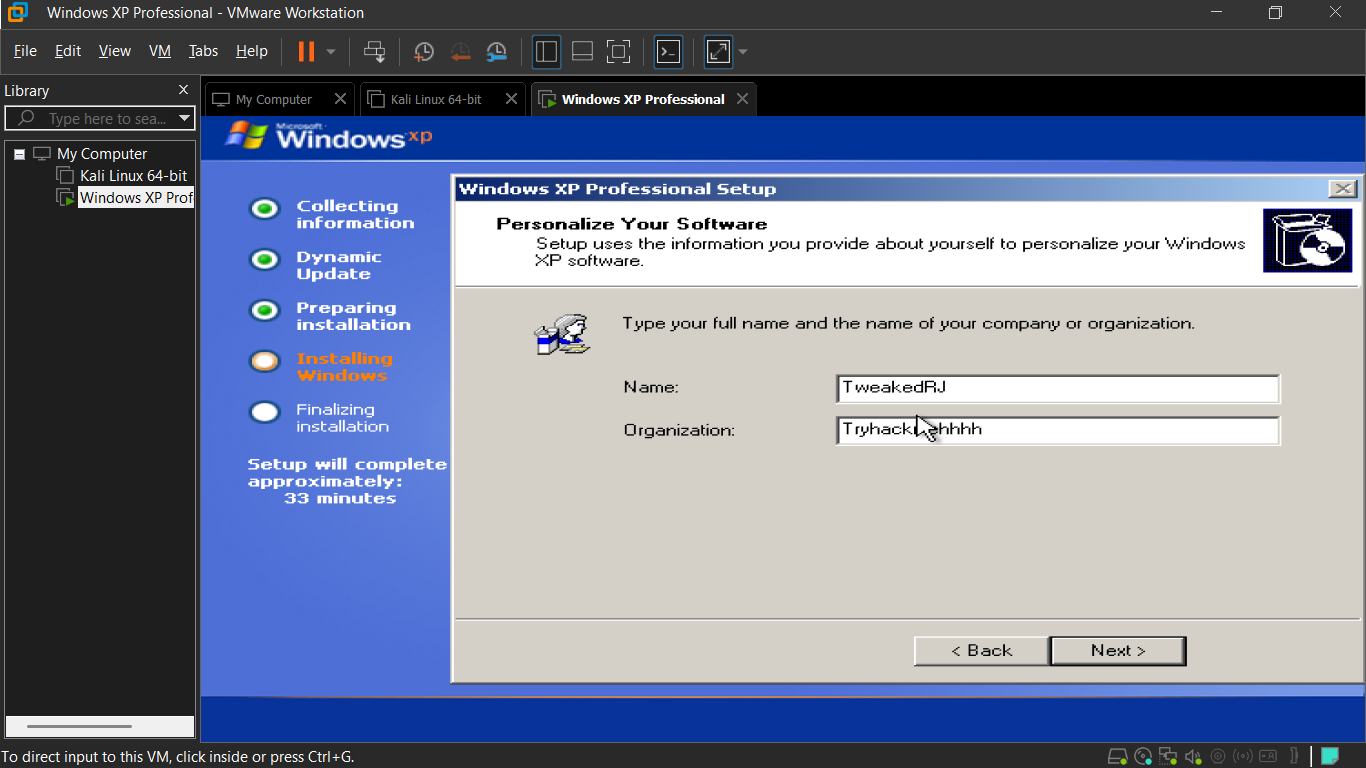 Windows XP Professional - VMware Workstation
File Edit View VM Tabs Help
Library
Type here to sea...
My Computer
Kali Linux 64-bit
Windows XP Prof
My Computer
Kali Linux 64-bit
Windows XP Professional
Microsoft
Windows xp
Collecting
information
Dynamic
Update
Preparing
installation
Installing
Windows
Finalizing
installation
Setup will complete
approximately:
33 minutes
Windows XP Professional Setup
Personalize Your Software
Setup uses the information you provide about yourself to personalize your Windows
XP software.
Type your full name and the name of your company or organization.
Name:
TweakedRJ
Organization:
< Back
Next >
To direct input to this VM, click inside or press Ctrl+G.